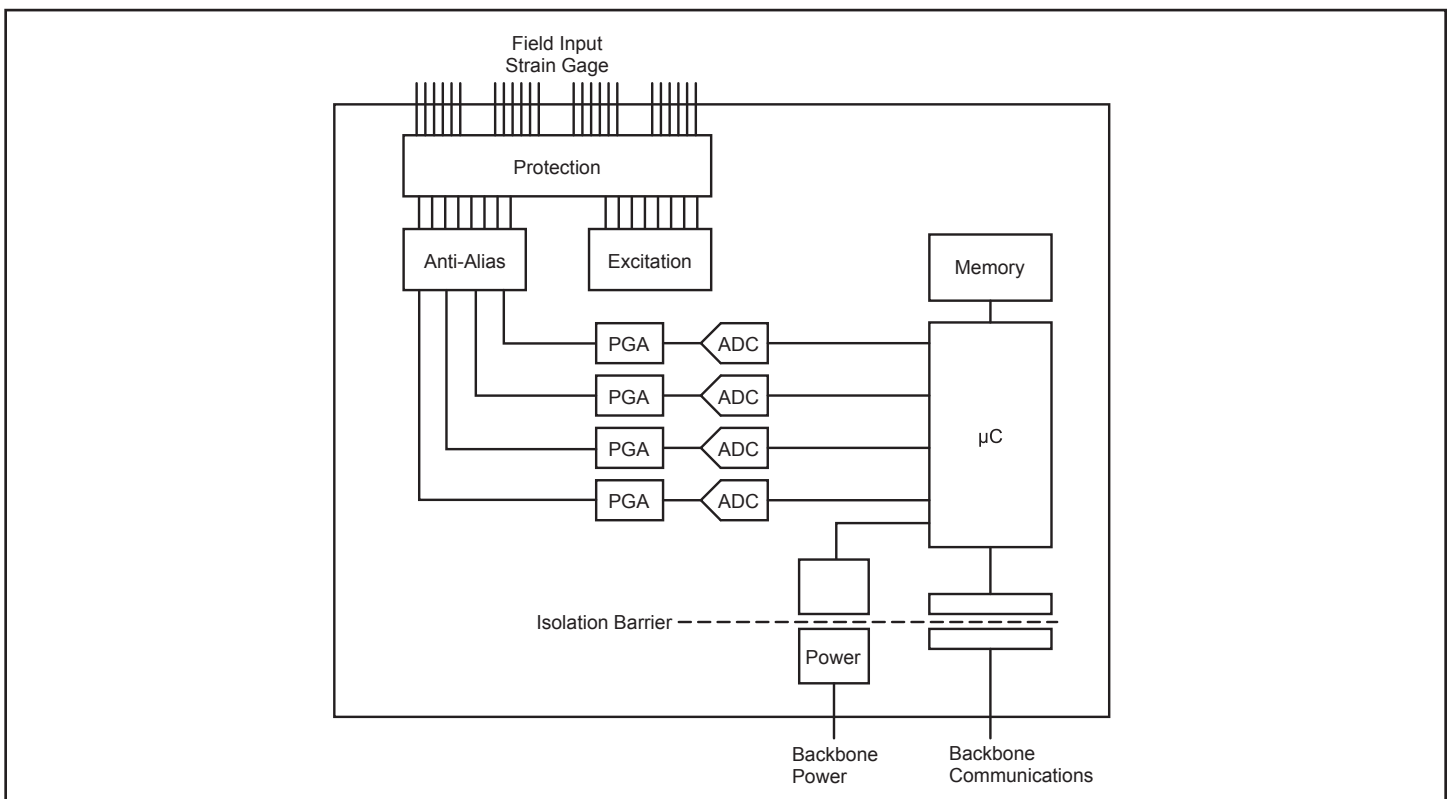 Field Input
Strain Gage
Protection
Anti-Alias
Excitation
Memory
PGA
ADC
PGA
ADC
µC
PGA
ADC
PGA
ADC
Isolation Barrier
Power
Backbone
Power
Backbone
Communications